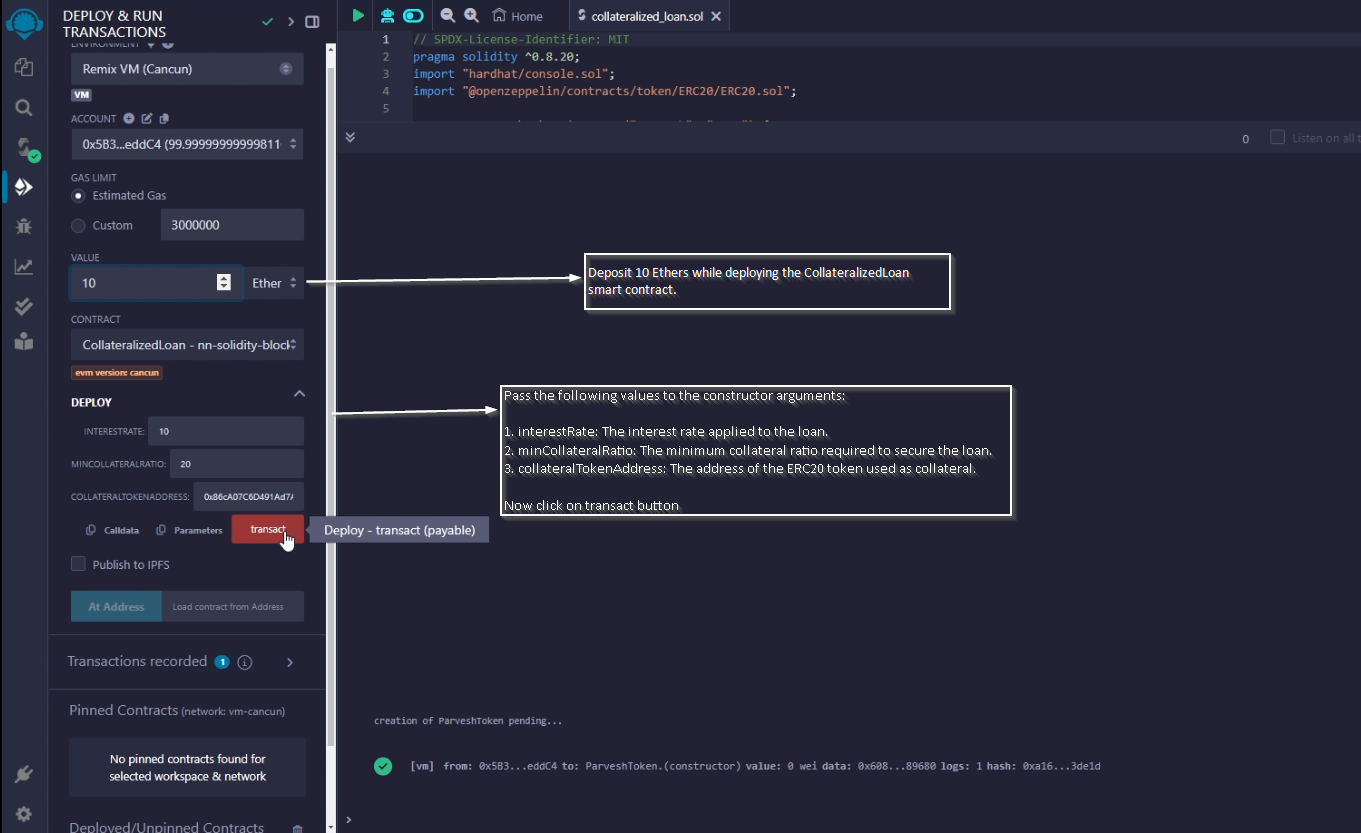 DEPLOY & RUN
TRANSACTIONS
ENVIRONMENT
Remix VM (Cancun)
VM
ACCOUNT
0x5B3...eddC4 (99.99999999999811
GAS LIMIT
Estimated Gas
Custom
3000000
VALUE
10
Ether
CONTRACT
CollateralizedLoan - nn-solidity-block
evm version: cancun
DEPLOY
INTERESTRATE:
10
MINCOLLATERALRATIO:
20
COLLATERALTOKENADDRESS:
0x86cA07C6D491Ad7A
Calldata
Parameters
transact
Deploy - transact (payable)
Publish to IPFS
At Address
Load contract from Address
Transactions recorded 1 i
Pinned Contracts (network: vm-cancun)
No pinned contracts found for
selected workspace & network
Deployed/Unpinned Contracts
Home
collateralized_loan.sol
1 // SPDX-License-Identifier: MIT
2 pragma solidity ^0.8.20;
3 import "hardhat/console.sol";
4 import "@openzeppelin/contracts/token/ERC20/ERC20.sol";
5
0
Listen on all t
Deposit 10 Ethers while deploying the CollateralizedLoan
smart contract.
Pass the following values to the constructor arguments:
1. interestRate: The interest rate applied to the loan.
2. minCollateralRatio: The minimum collateral ratio required to secure the loan.
3. collateralTokenAddress: The address of the ERC20 token used as collateral.
Now click on transact button
creation of ParveshToken pending...
[vm] from: 0x5B3...eddC4 to: ParveshToken.(constructor) value: 0 wei data: 0x608...89680 logs: 1 hash: 0xa16...3de1d
>